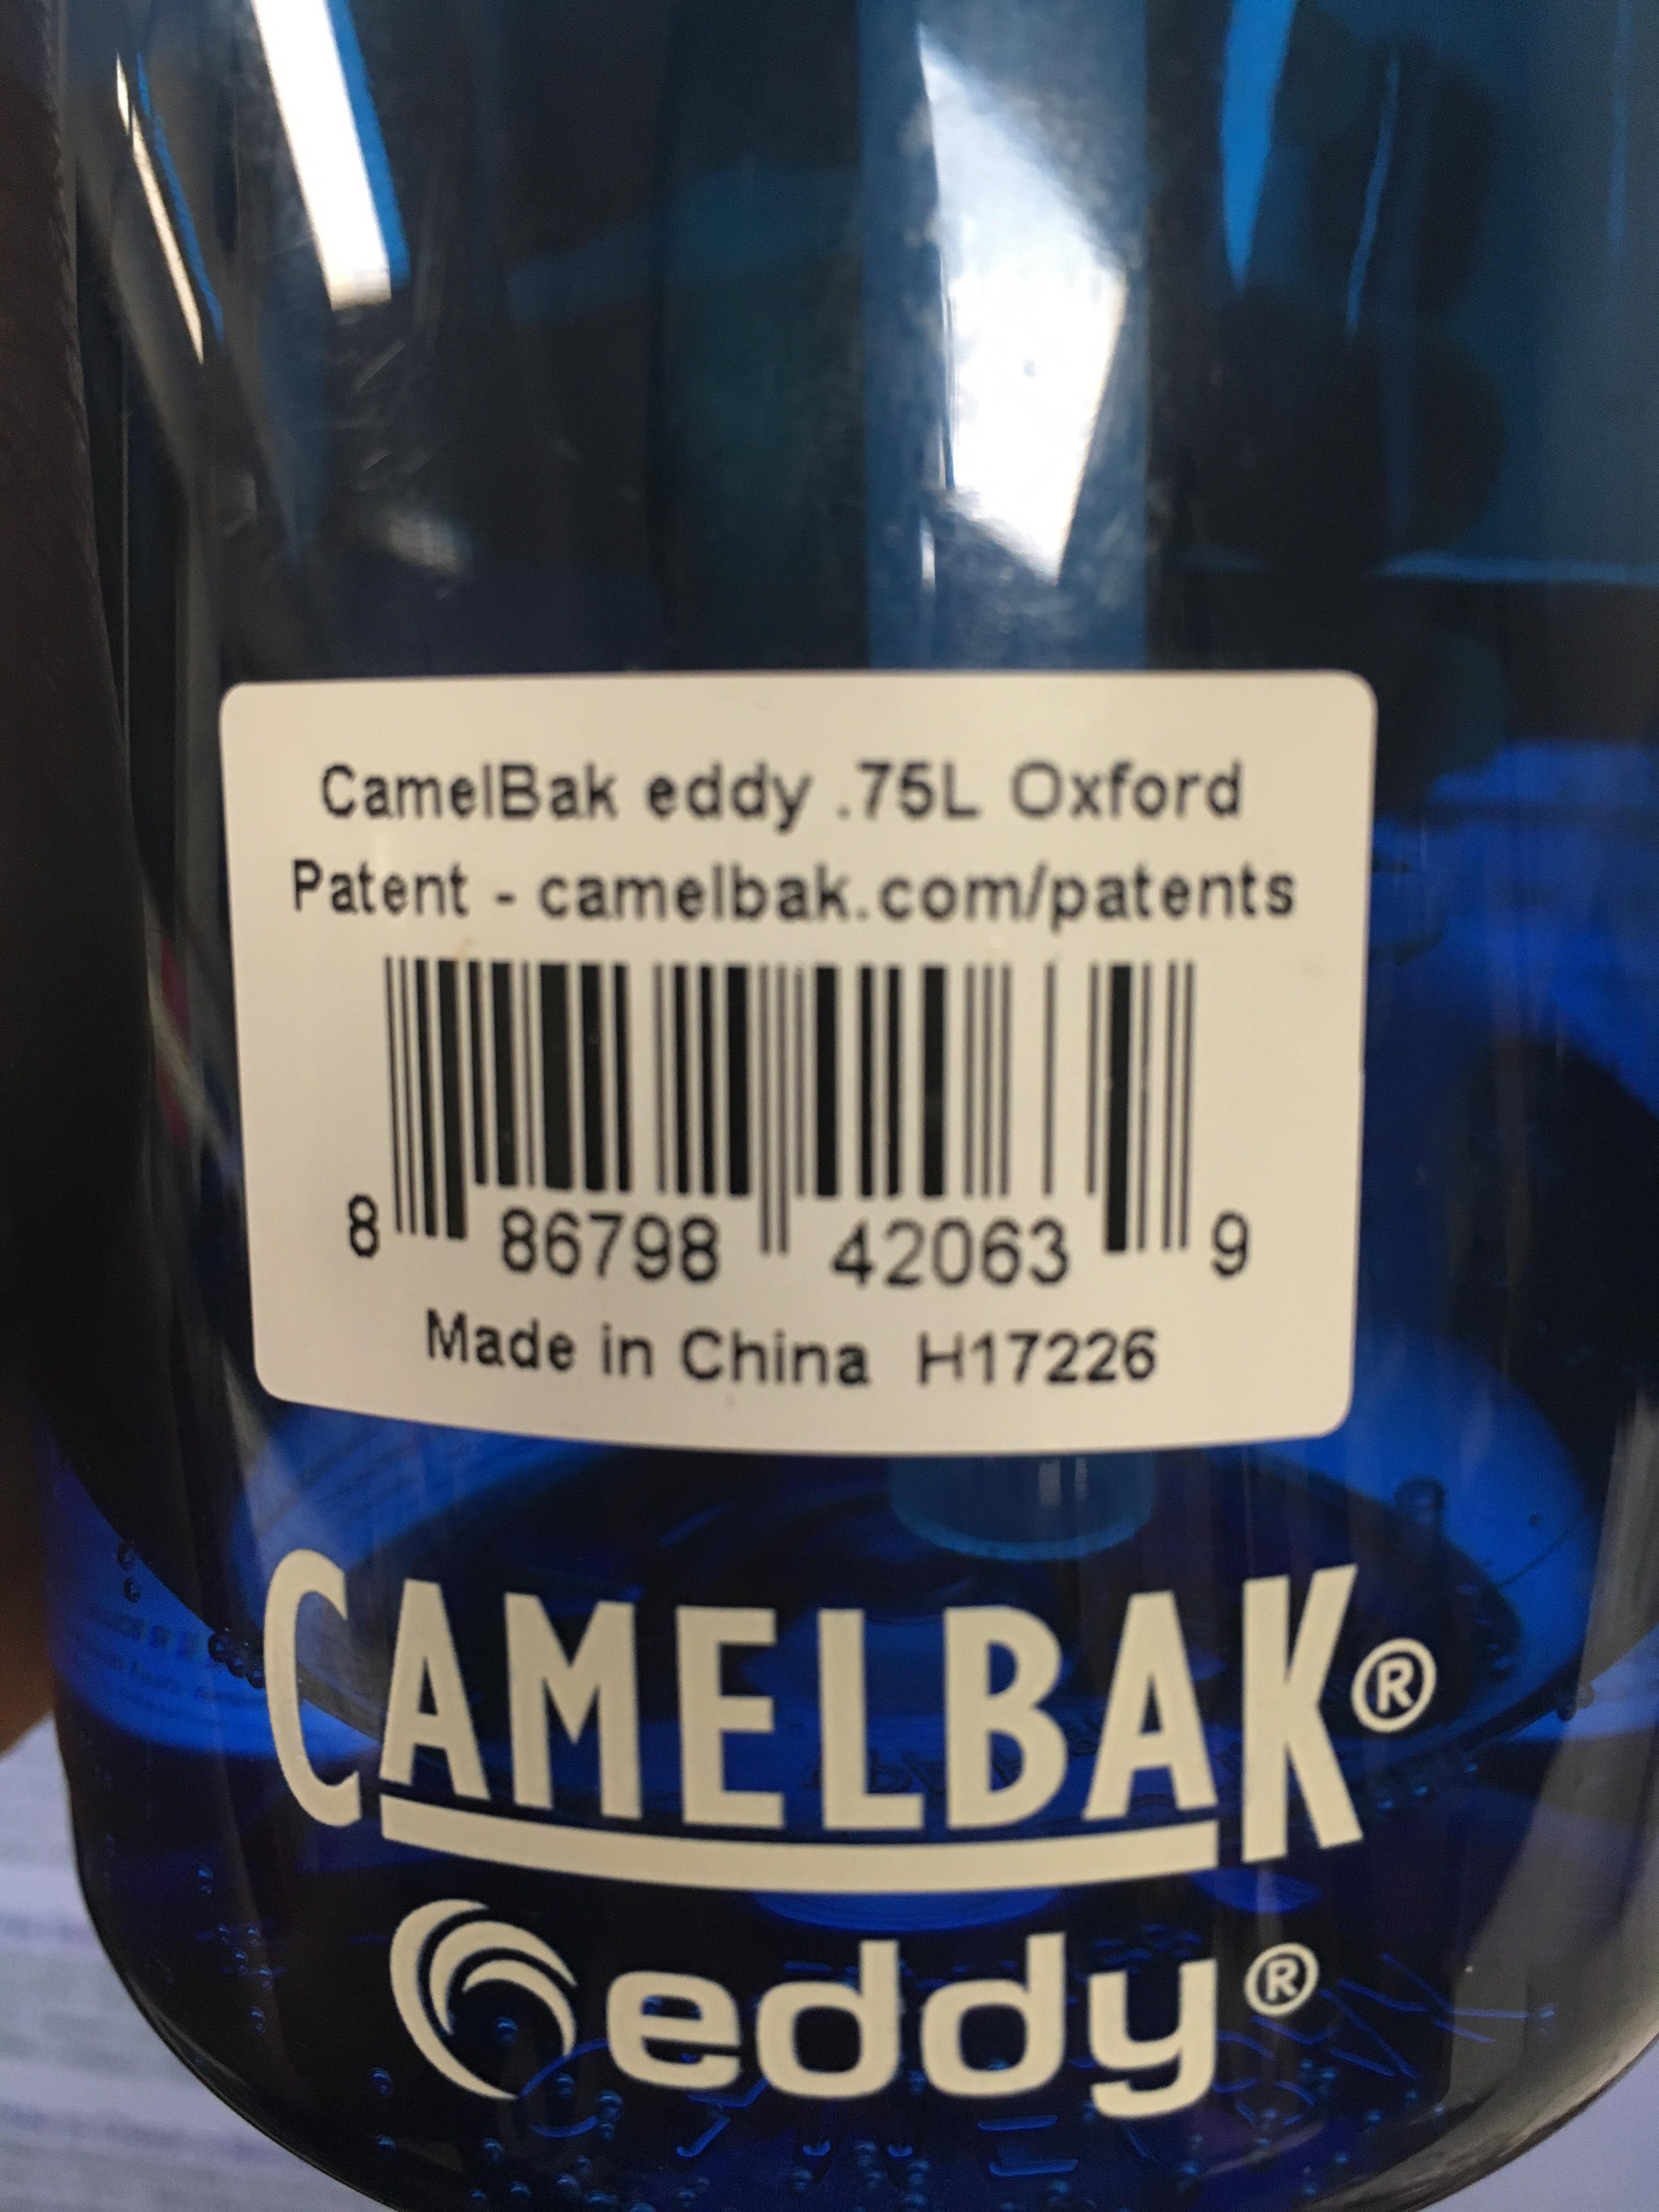 CamelBak eddy .75L Oxford
Patent - camelbak.com/patents
8 86798 42063 9
Made in China H17226
CAMELBAK®
eddy®